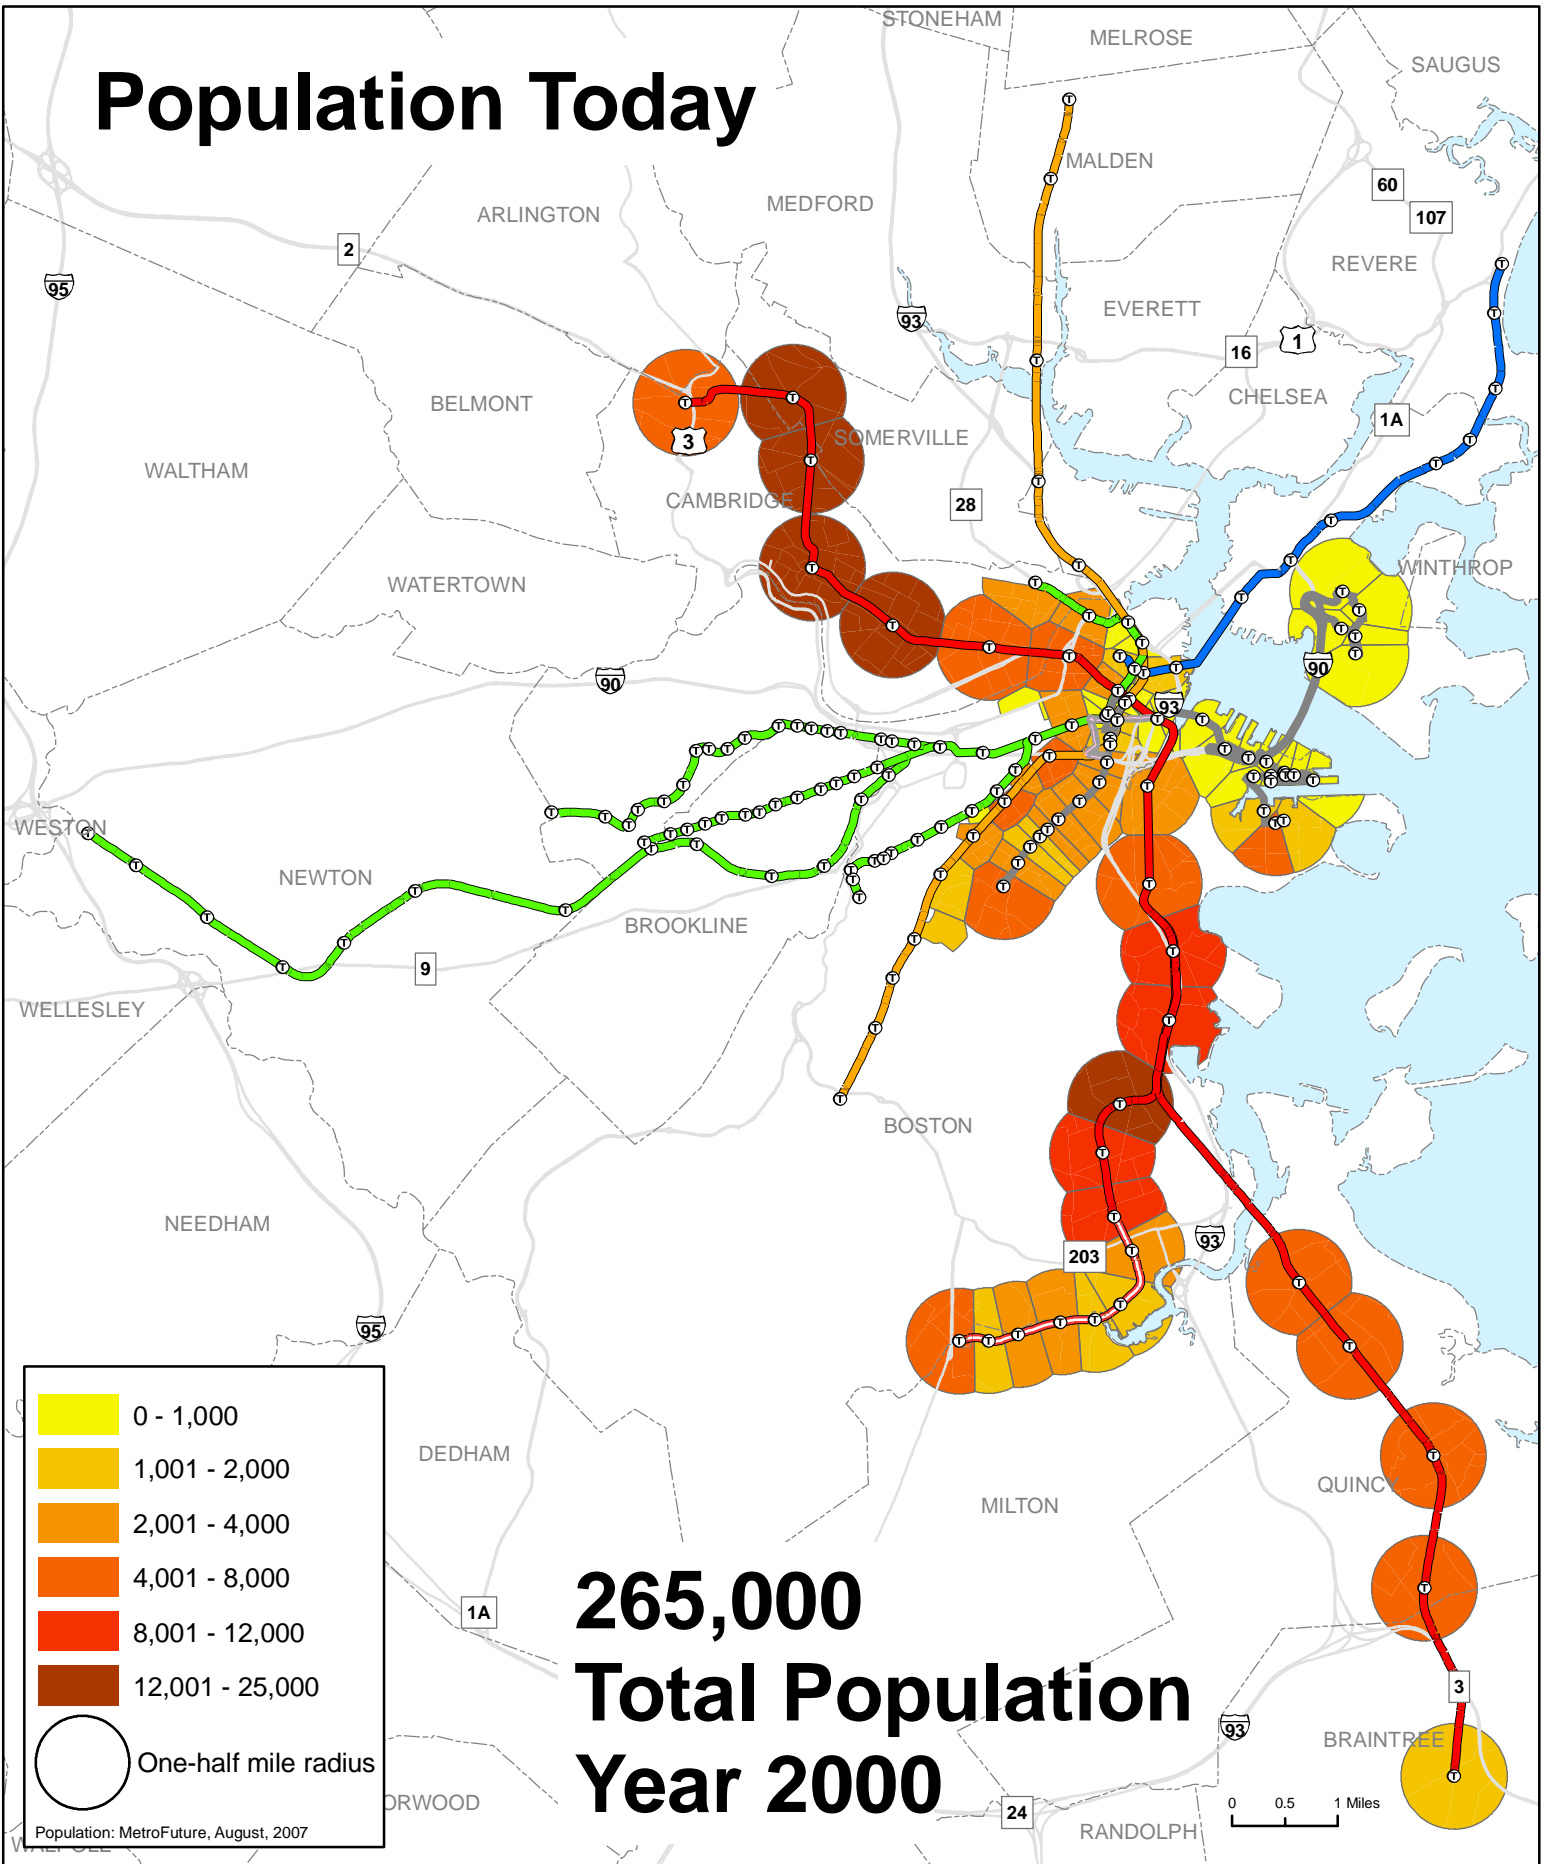 Population Today
STONEHAM
MELROSE
SAUGUS
MALDEN
60
ARLINGTON
MEDFORD
107
2
REVERE
95
EVERETT
93
16
1
BELMONT
CHELSEA
1A
3
SOMERVILLE
WALTHAM
CAMBRIDGE
28
WATERTOWN
WINTHROP
90
90
93
WESTON
NEWTON
BROOKLINE
9
WELLESLEY
BOSTON
NEEDHAM
93
203
95
0 - 1,000
1,001 - 2,000
2,001 - 4,000
4,001 - 8,000
8,001 - 12,000
12,001 - 25,000
One-half mile radius
Population: MetroFuture, August, 2007
DEDHAM
QUINCY
MILTON
1A
265,000
Total Population
Year 2000
3
93
BRAINTREE
ORWOOD
24
0 0.5 1 Miles
RANDOLPH